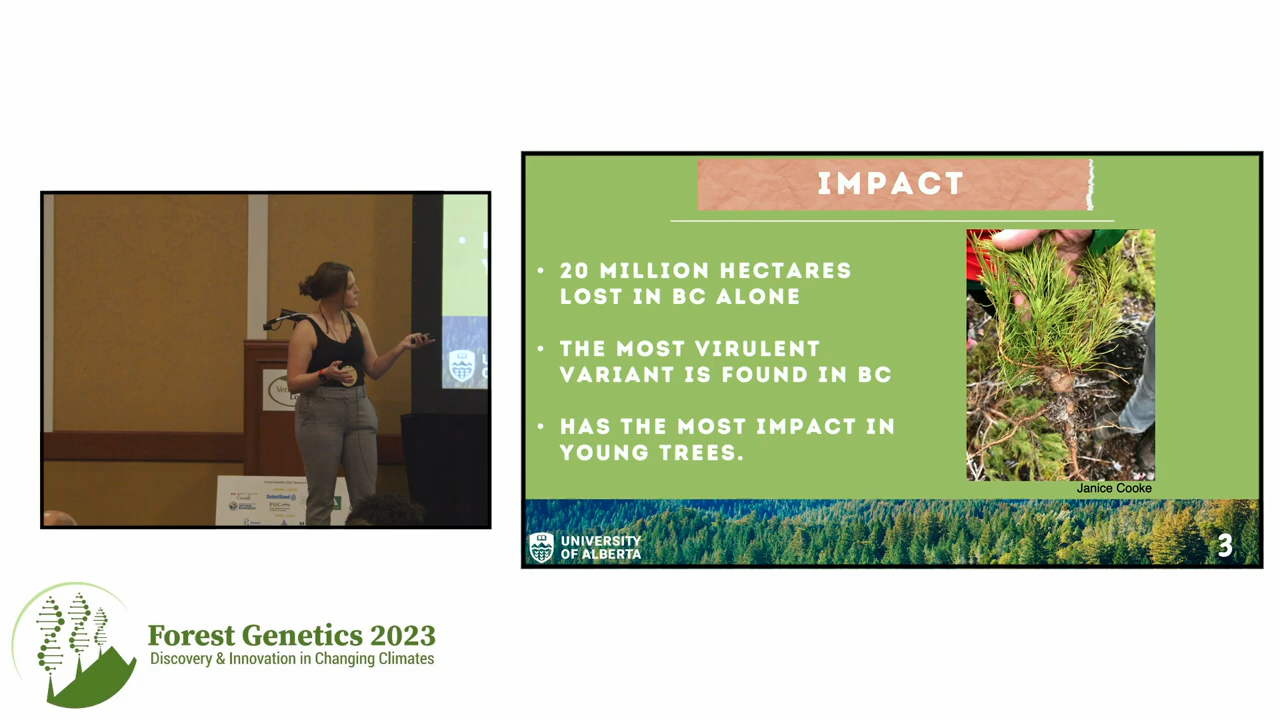 IMPACT
• 20 MILLION HECTARES
LOST IN BC ALONE
• THE MOST VIRULENT
VARIANT IS FOUND IN BC
• HAS THE MOST IMPACT IN
YOUNG TREES.
Janice Cooke
UNIVERSITY
OF ALBERTA
3
Forest Genetics 2023
Discovery & Innovation in Changing Climates